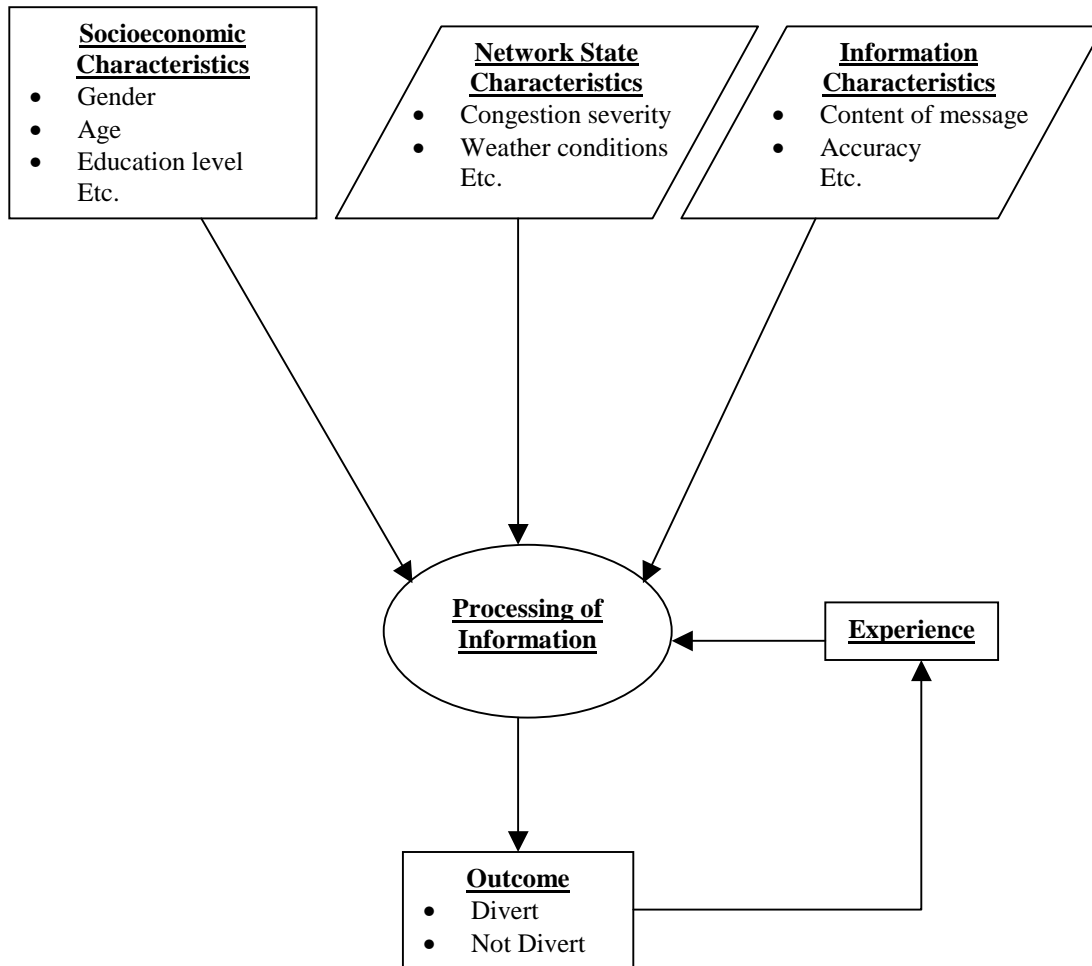 Socioeconomic
Characteristics
• Gender
• Age
• Education level
Etc.
Network State
Characteristics
• Congestion severity
• Weather conditions
Etc.
Information
Characteristics
• Content of message
• Accuracy
Etc.
Processing of
Information
Experience
Outcome
• Divert
• Not Divert